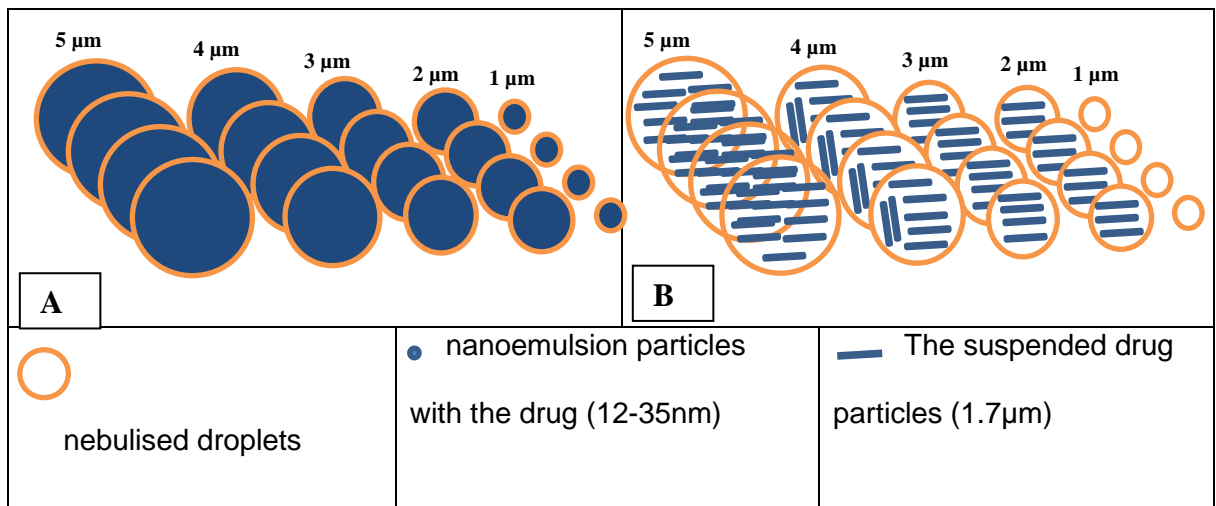 5 μm
4 μm
3 μm
2 μm
1 μm
A
5 μm
4 μm
3 μm
2 μm
1 μm
B
nebulised droplets
nanoemulsion particles
with the drug (12-35nm)
The suspended drug
particles (1.7μm)